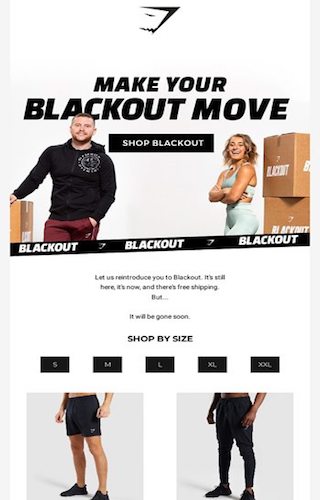 MAKE YOUR
BLACKOUT MOVE
SHOP BLACKOUT
BLACKOUT
BLACKOUT
BLACKOUT BLACKOUT BLACKOUT
Let us reintroduce you to Blackout. It's still
here, it's now, and there's free shipping.
But...
It will be gone soon.
SHOP BY SIZE
S M L XL XXL